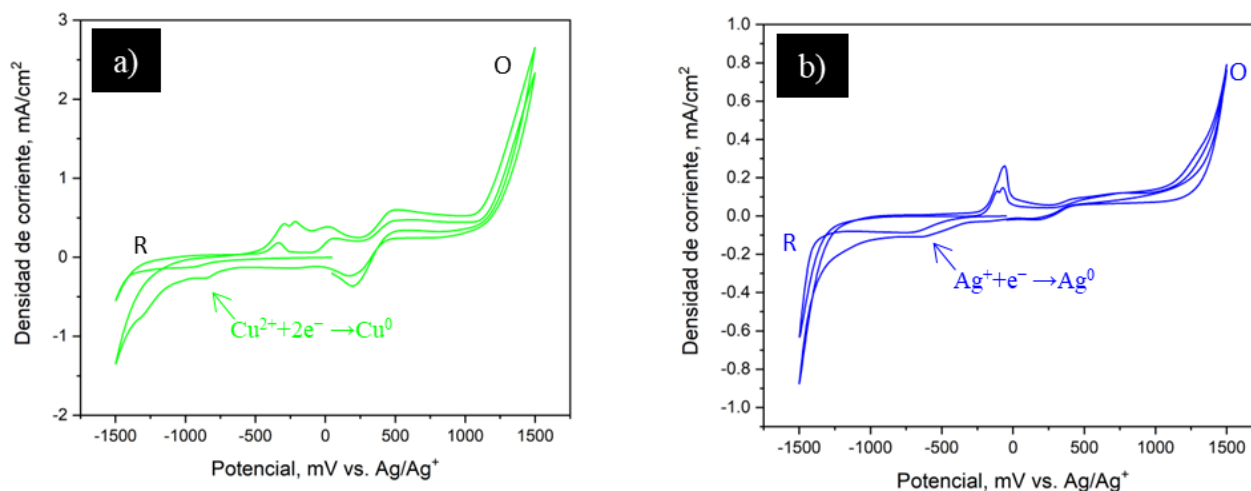 a)
O
R
Cu²⁺+2e⁻ →Cu⁰
Densidad de corriente, mA/cm²
3
2
1
0
-1
-2
-1500 -1000 -500 0 500 1000 1500
Potencial, mV vs. Ag/Ag⁺
b)
O
R
Ag⁺+e⁻ →Ag⁰
Densidad de corriente, mA/cm²
1.0
0.8
0.6
0.4
0.2
0.0
-0.2
-0.4
-0.6
-0.8
-1.0
-1500 -1000 -500 0 500 1000 1500
Potencial, mV vs. Ag/Ag⁺